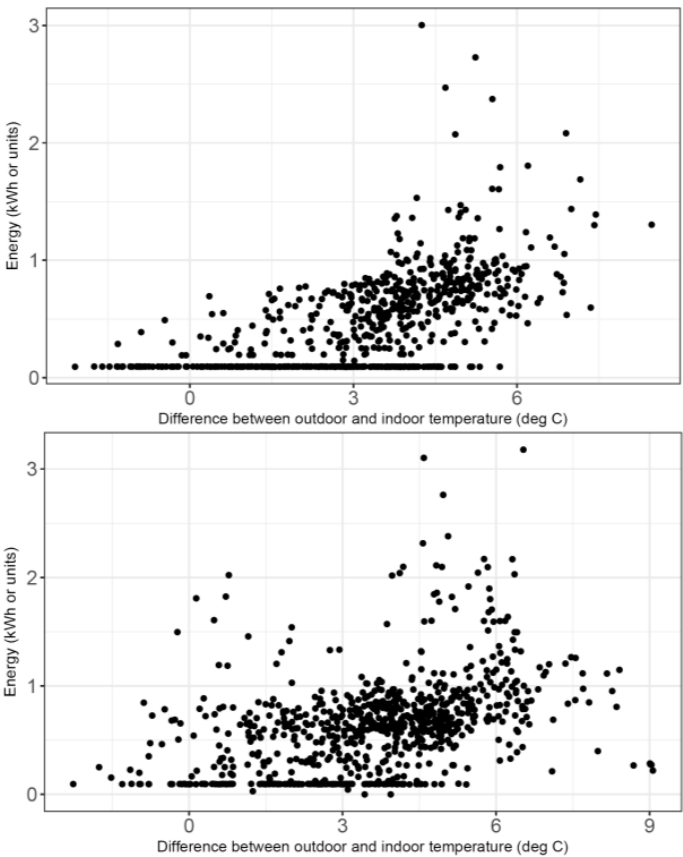 3
2
1
0
Energy (kWh or units)
0 3 6
Difference between outdoor and indoor temperature (deg C)
3
2
1
0
Energy (kWh or units)
0 3 6 9
Difference between outdoor and indoor temperature (deg C)